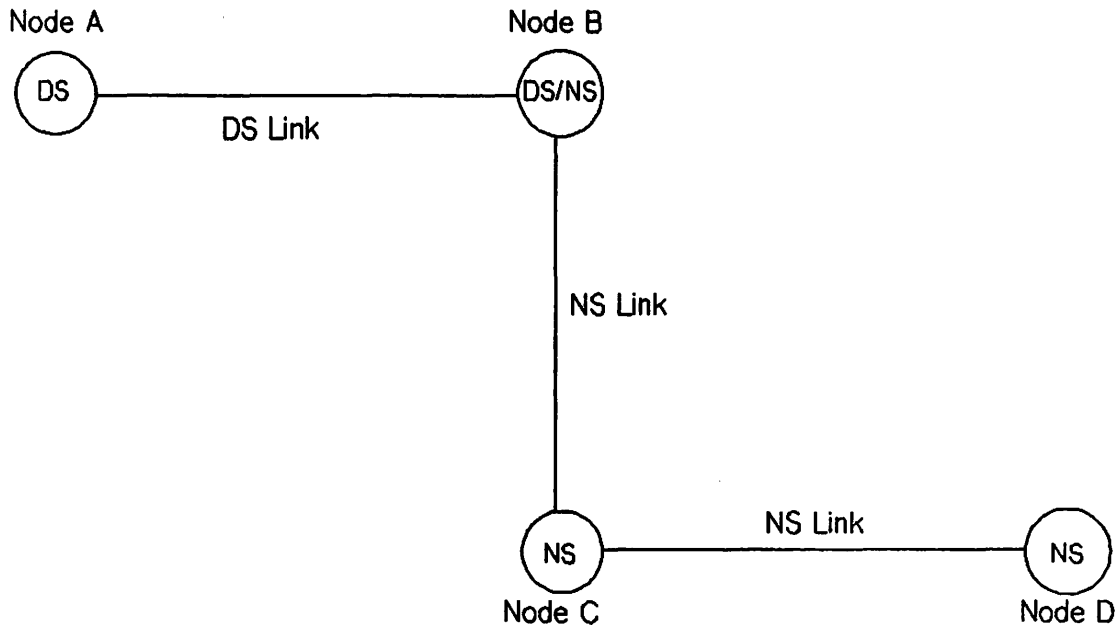 Node A
Node B
DS
DS/NS
DS Link
NS Link
NS Link
NS
NS
Node C
Node D